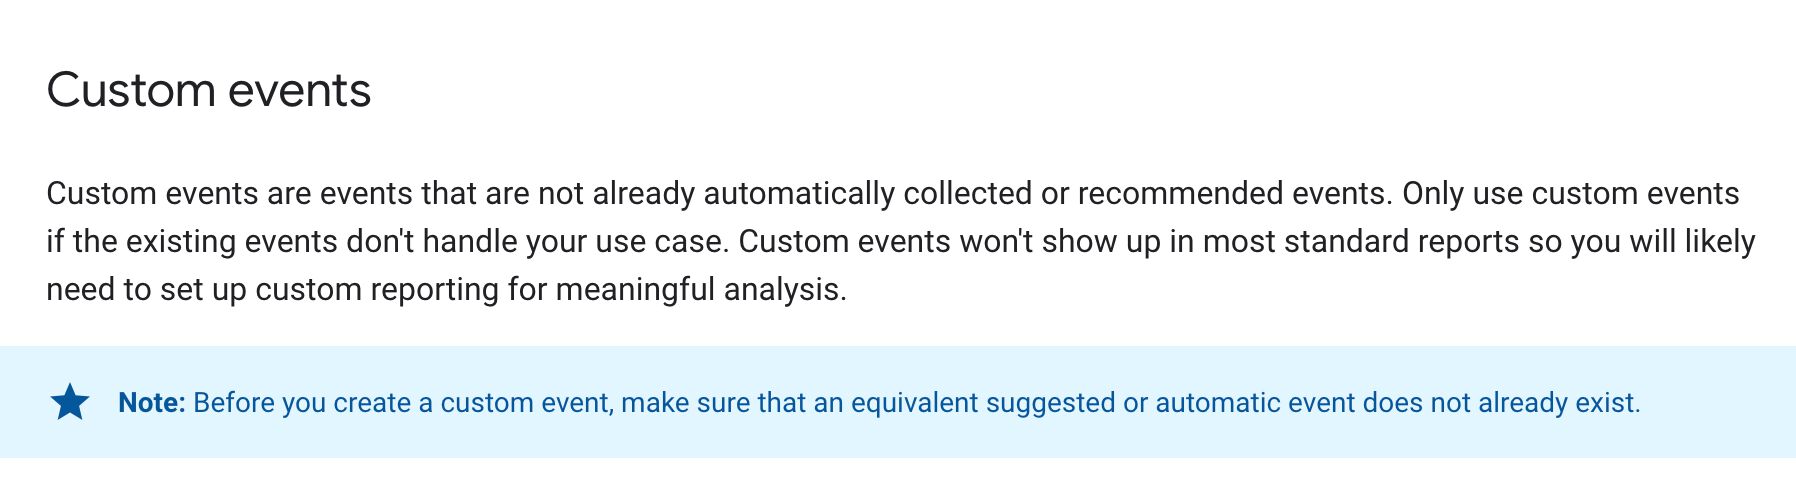 Custom events
Custom events are events that are not already automatically collected or recommended events. Only use custom events
if the existing events don't handle your use case. Custom events won't show up in most standard reports so you will likely
need to set up custom reporting for meaningful analysis.
Note: Before you create a custom event, make sure that an equivalent suggested or automatic event does not already exist.